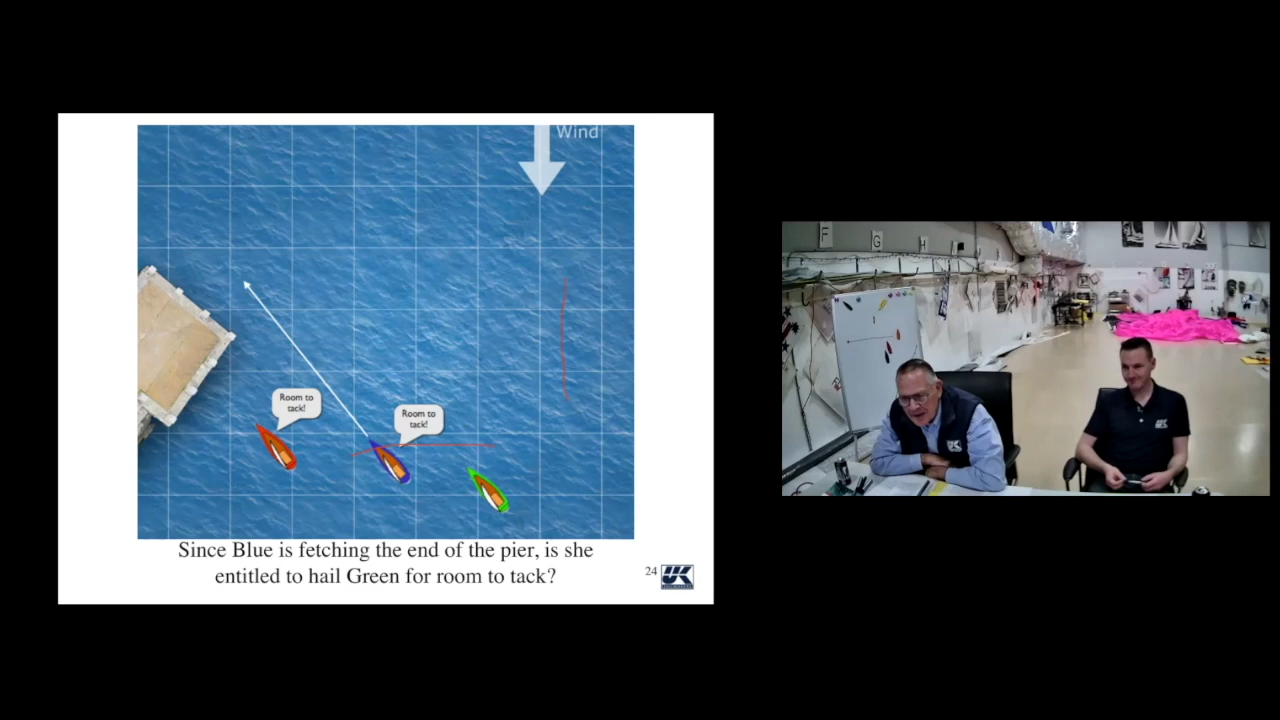 Wind
Room to
tack!
Room to
tack!
Since Blue is fetching the end of the pier, is she
entitled to hail Green for room to tack?
24
UK
F
G
H